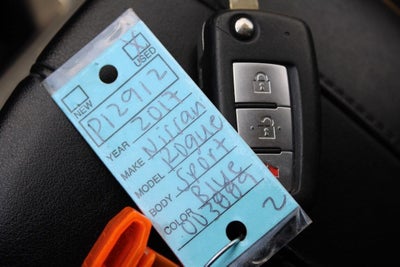 NEW X USED
P12912
YEAR 2017
MAKE Nissan
MODEL Rogue
BODY Sport
COLOR Blue
003899
2